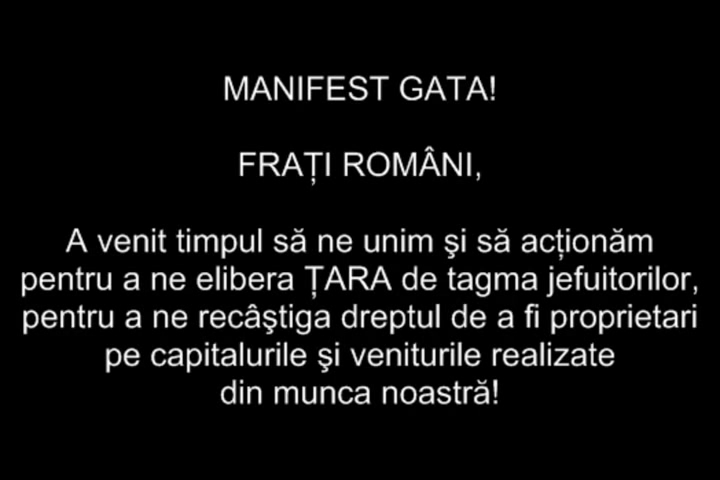 MANIFEST GATA!
FRAȚI ROMÂNI,
A venit timpul să ne unim şi să acționăm
pentru a ne elibera ȚARA de tagma jefuitorilor,
pentru a ne recâştiga dreptul de a fi proprietari
pe capitalurile şi veniturile realizate
din munca noastră!